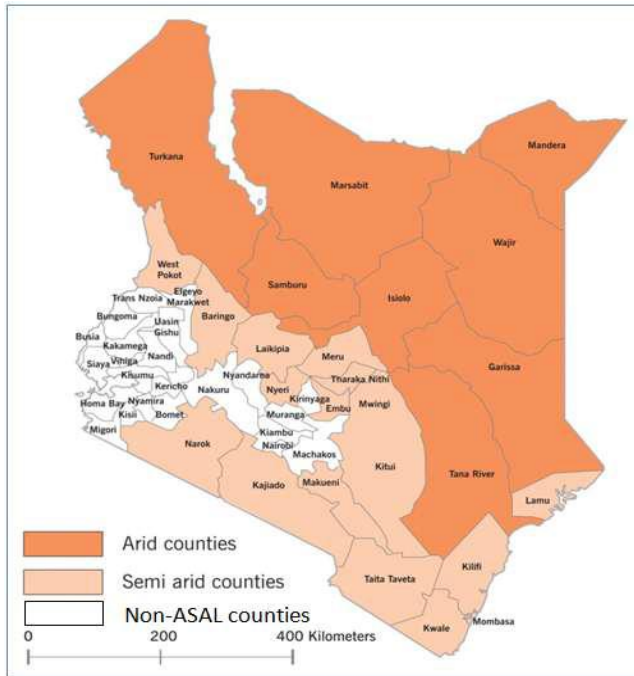 Turkana
Mandera
Marsabit
Wajir
West
Pokot
Samburu
Isiolo
Trans Nzoia
Elgeyo
Marakwet
Baringo
Bungoma
Uasin
Gishu
Busia
Kakamega
Laikipia
Meru
Garissa
Siaya
Vihiga
Nandi
Kisumu
Nyandarna
Tharaka Nithi
Kericho
Nakuru
Nyeri
Kirinyaga
Mwingi
Homa Bay
Nyamira
Embu
Kisii
Bomet
Muranga
Migori
Kiambu
Nairobi
Narok
Machakos
Kitui
Tana River
Kajiado
Makueni
Lamu
Taita Taveta
Kilifi
Kwale
Mombasa
Arid counties
Semi arid counties
Non-ASAL counties
0 200 400 Kilometers